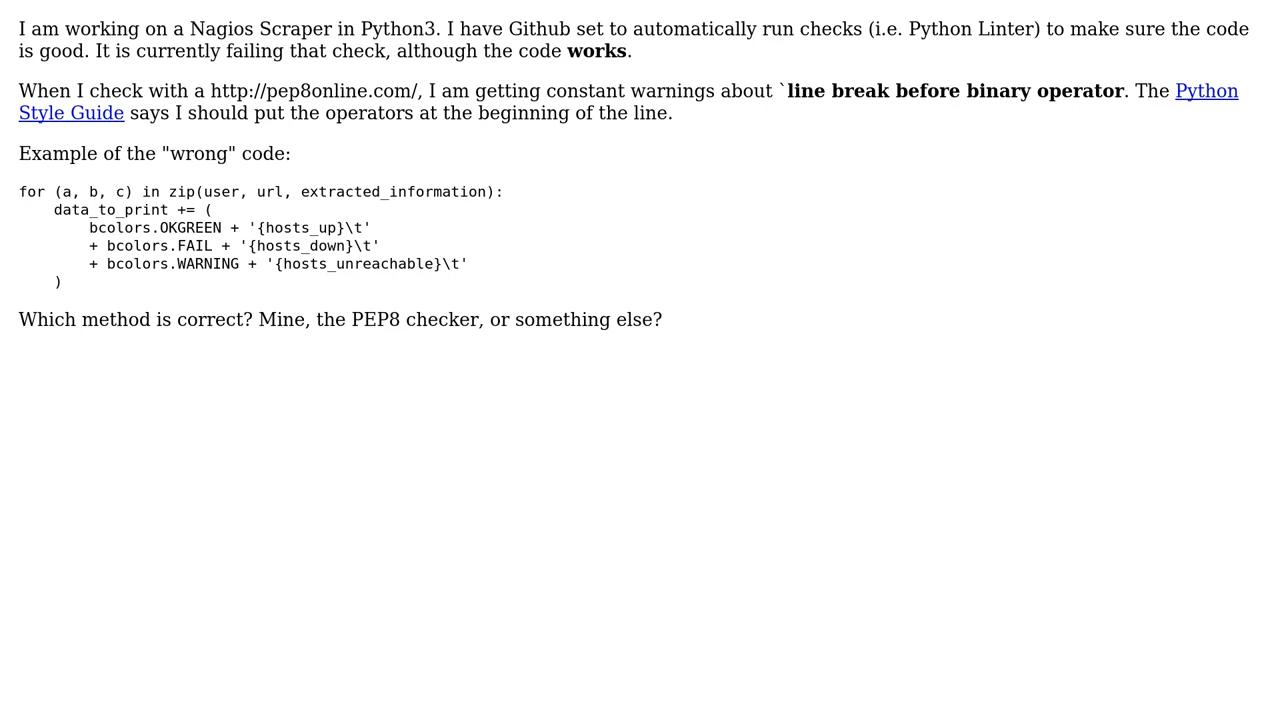 I am working on a Nagios Scraper in Python3. I have Github set to automatically run checks (i.e. Python Linter) to make sure the code
is good. It is currently failing that check, although the code works.
When I check with a http://pep8online.com/, I am getting constant warnings about `line break before binary operator. The Python
Style Guide says I should put the operators at the beginning of the line.
Example of the "wrong" code:
for (a, b, c) in zip(user, url, extracted_information):
    data_to_print += (
        bcolors.OKGREEN + '{hosts_up}\t'
        + bcolors.FAIL + '{hosts_down}\t'
        + bcolors.WARNING + '{hosts_unreachable}\t'
    )
Which method is correct? Mine, the PEP8 checker, or something else?